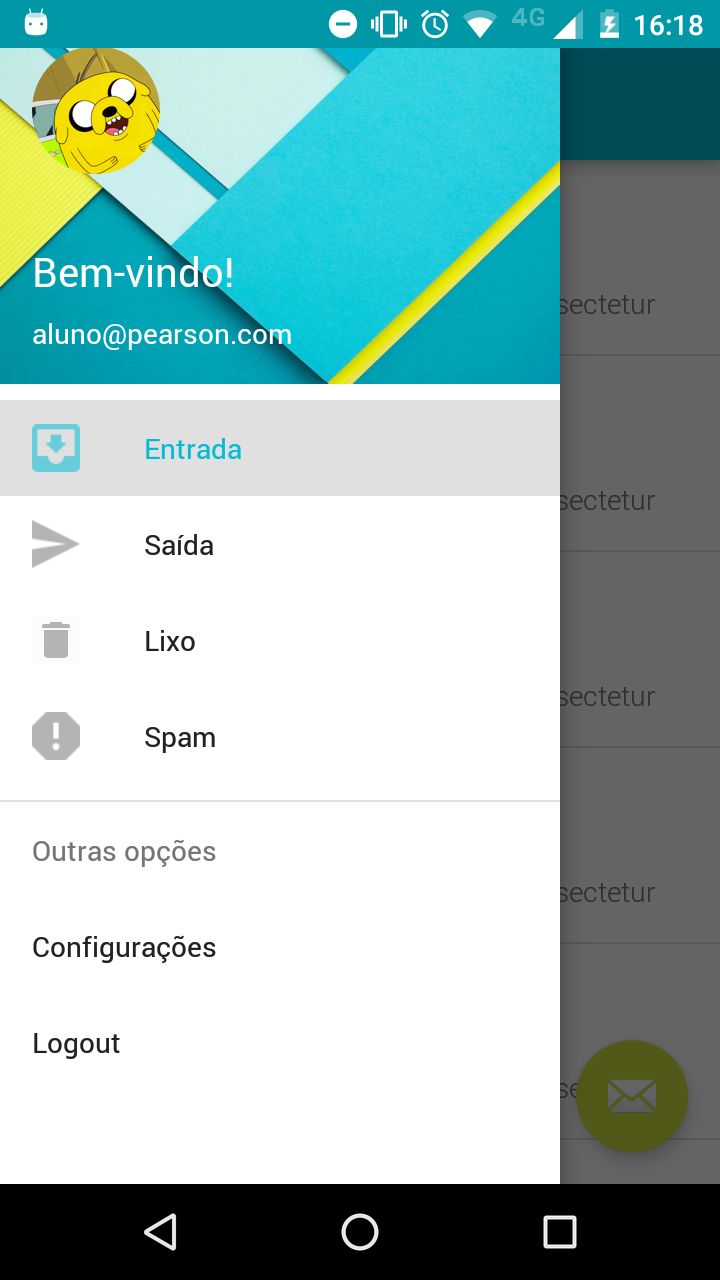 4G 16:18
Bem-vindo!
aluno@pearson.com
sectetur
Entrada
sectetur
Saída
Lixo
sectetur
Spam
Outras opções
sectetur
Configurações
Logout
se